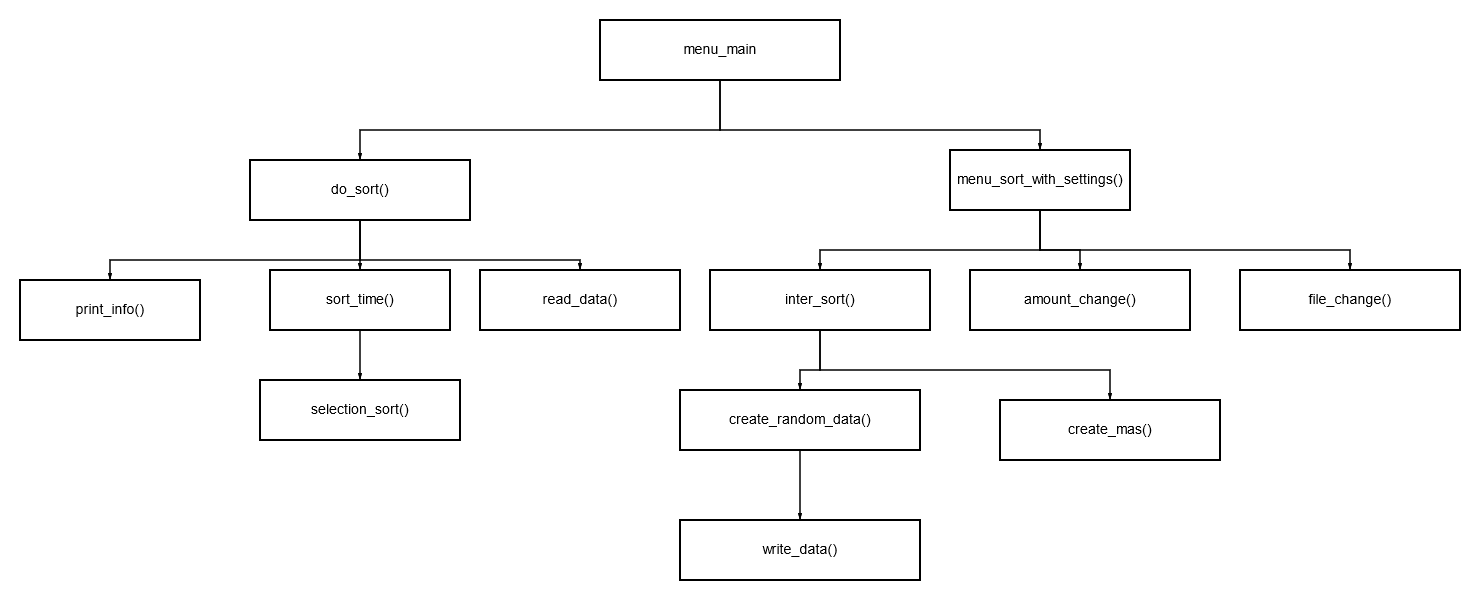 menu_main
do_sort()
menu_sort_with_settings()
print_info()
sort_time()
read_data()
inter_sort()
amount_change()
file_change()
selection_sort()
create_random_data()
create_mas()
write_data()